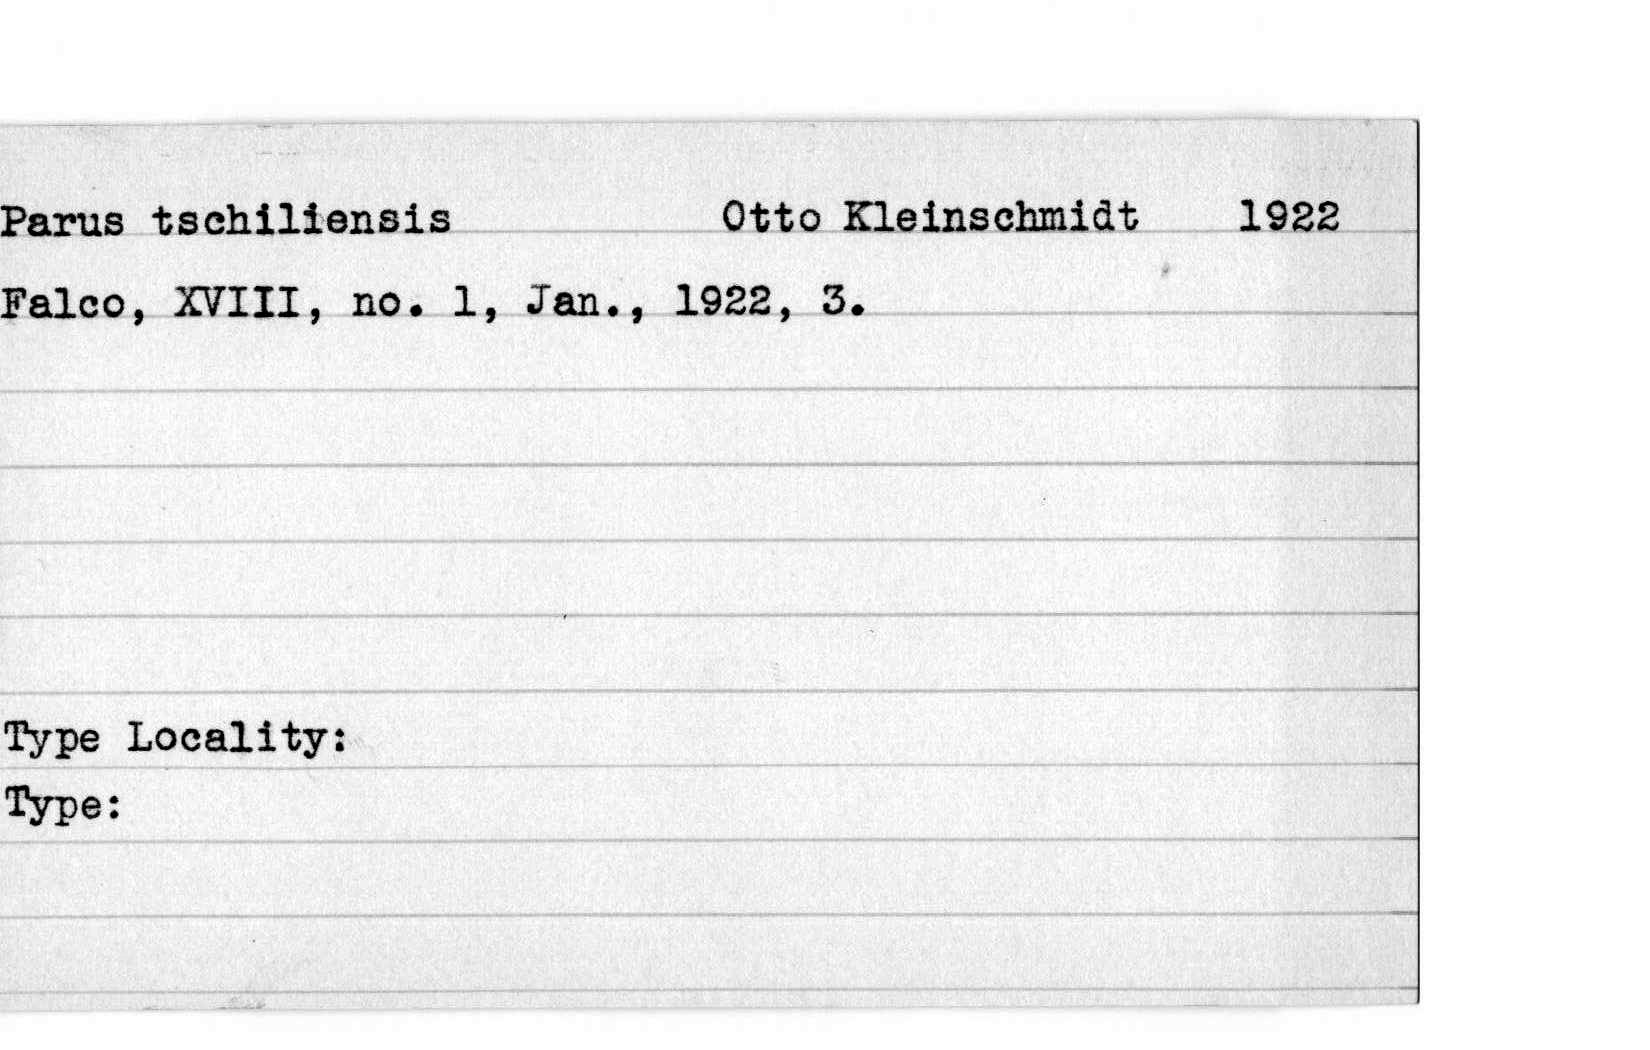 Parus tschiliensis Otto Kleinschmidt 1922
Falco, XVIII, no. 1, Jan., 1922, 3.
Type Locality:
Type: